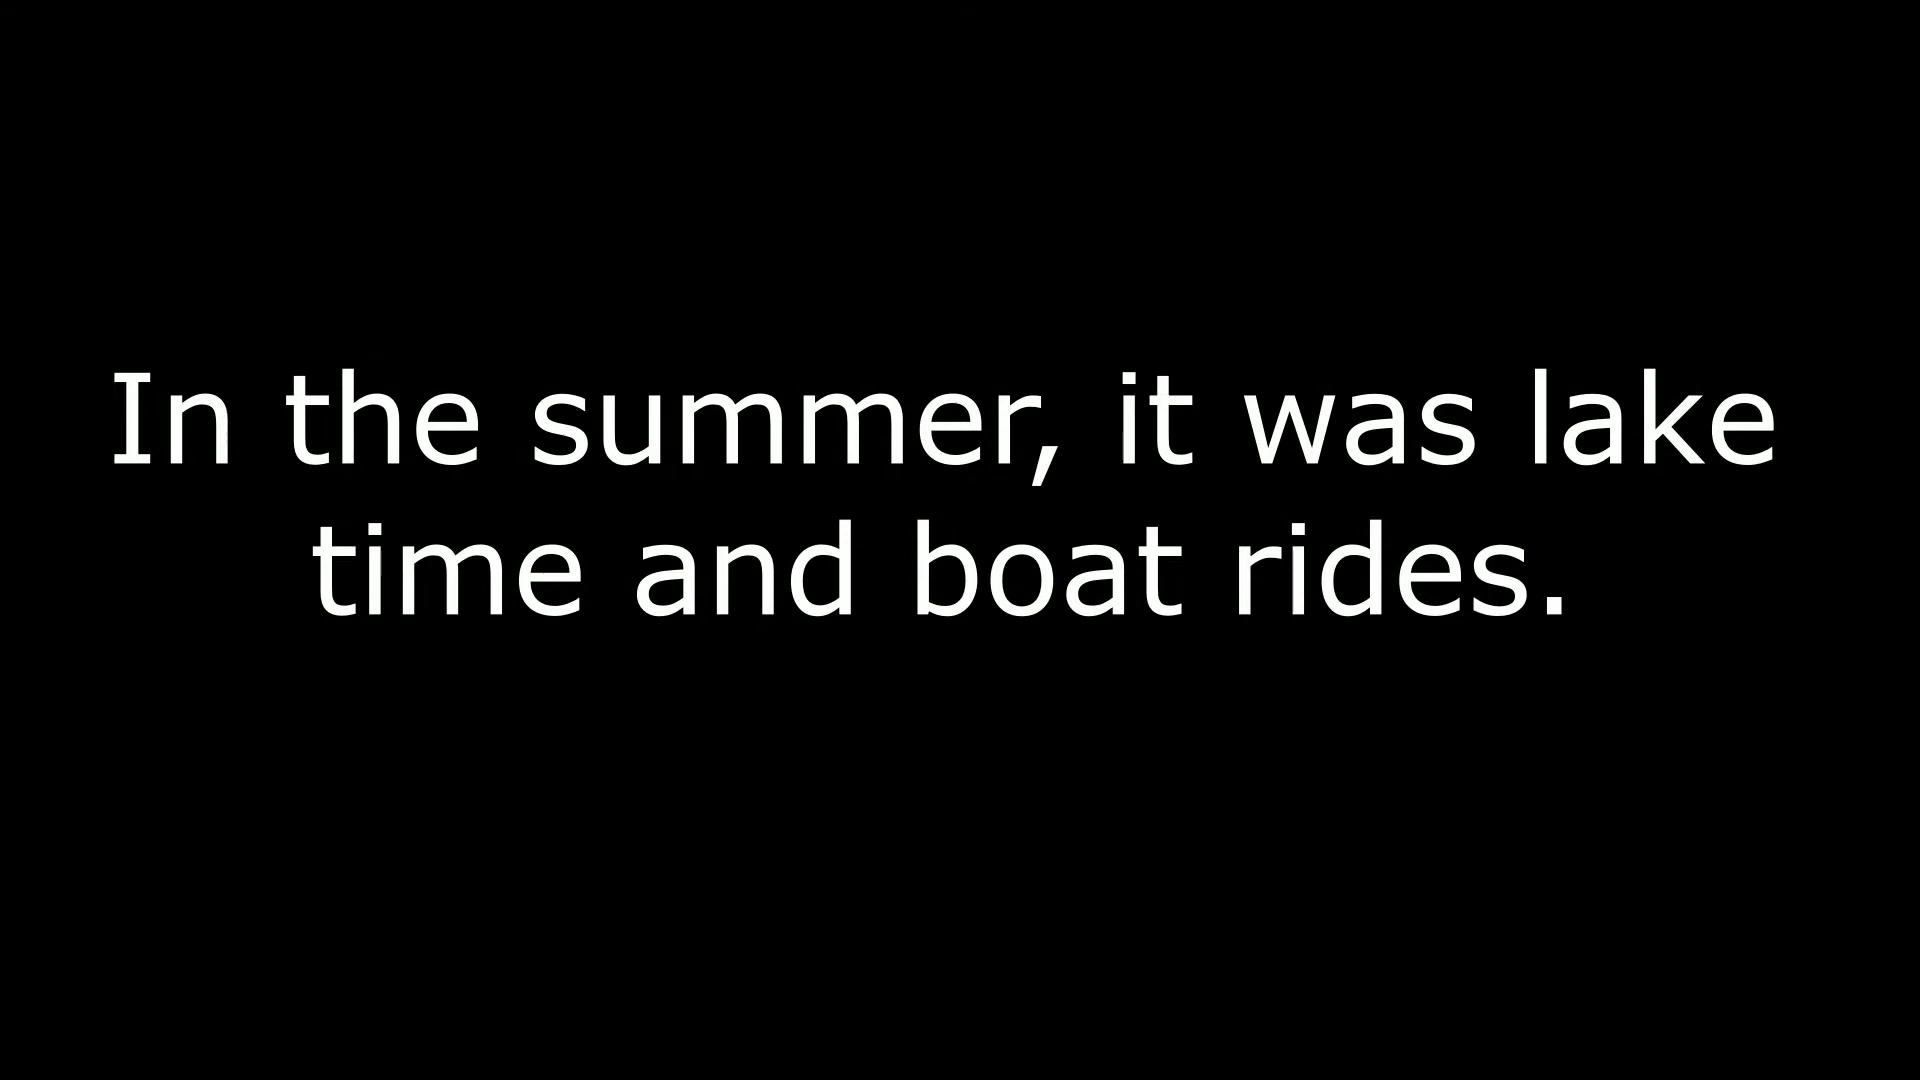 In the summer, it was lake
time and boat rides.